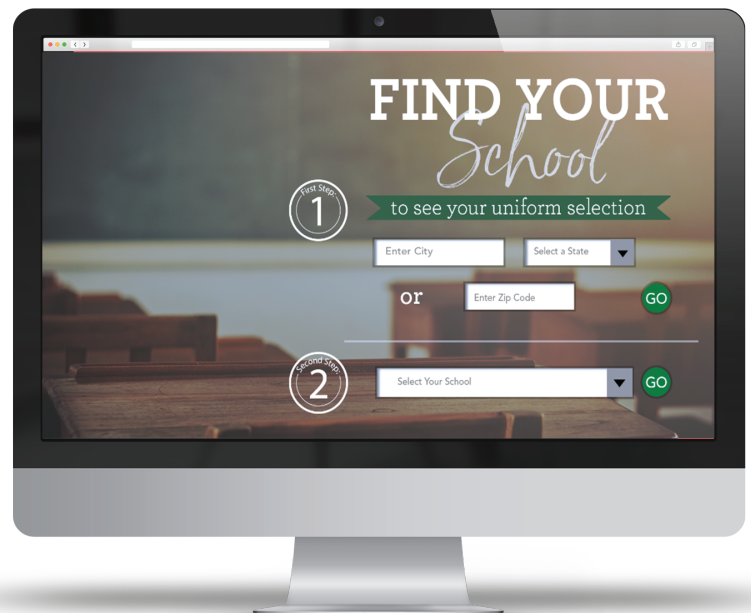 FIND YOUR
School
First Step:
1
to see your uniform selection
Enter City
Select a State
or
Enter Zip Code
GO
Second Step:
2
Select Your School
GO